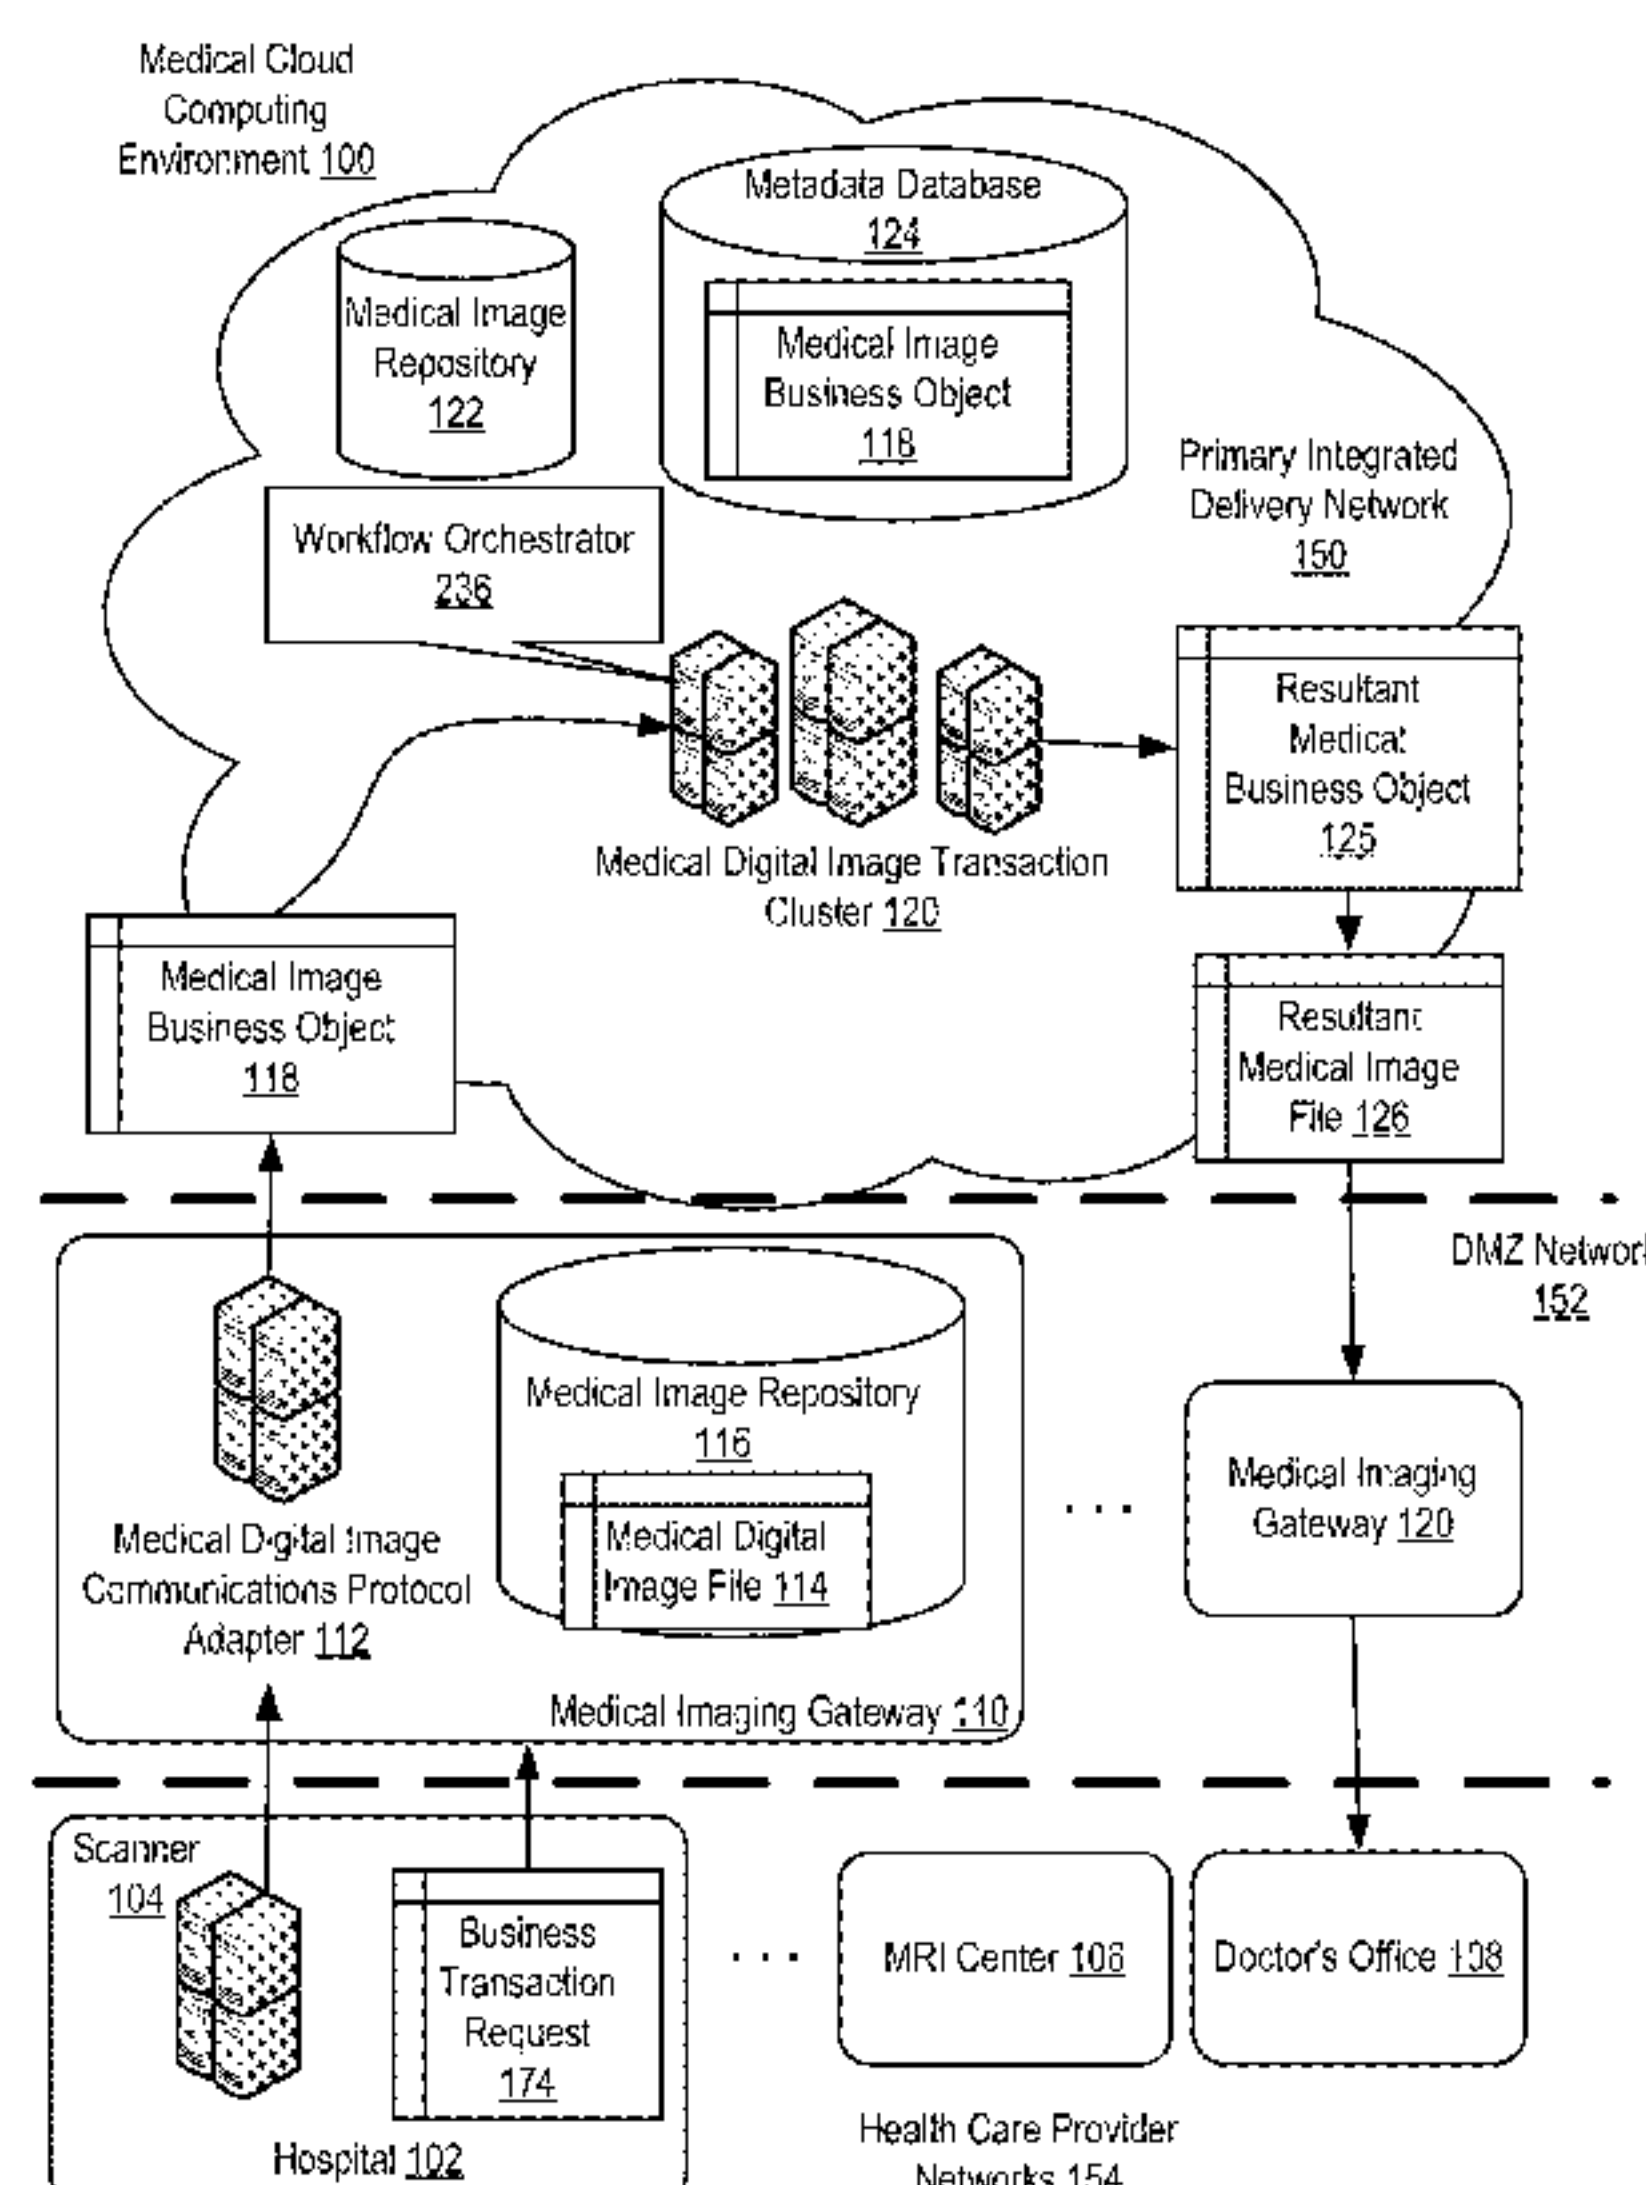 Medical Cloud
Computing
Environment 100
Metadata Database
124
Medical Image
Repository
122
Medical Image
Business Object
118
Primary Integrated
Delivery Network
150
Workflow Orchestrator
236
Resultant
Medical
Business Object
125
Medical Digital Image Transaction
Cluster 120
Medical Image
Business Object
118
Resultant
Medical Image
File 126
DMZ Network
152
Medical Image Repository
116
Medical Digital
Image File 114
Medical Imaging
Gateway 120
Medical Digital Image
Communications Protocol
Adapter 112
Medical Imaging Gateway 110
Scanner
104
Business
Transaction
Request
174
. . .
. . .
MRI Center 106
Doctor's Office 108
Hospital 102
Health Care Provider
Networks 154